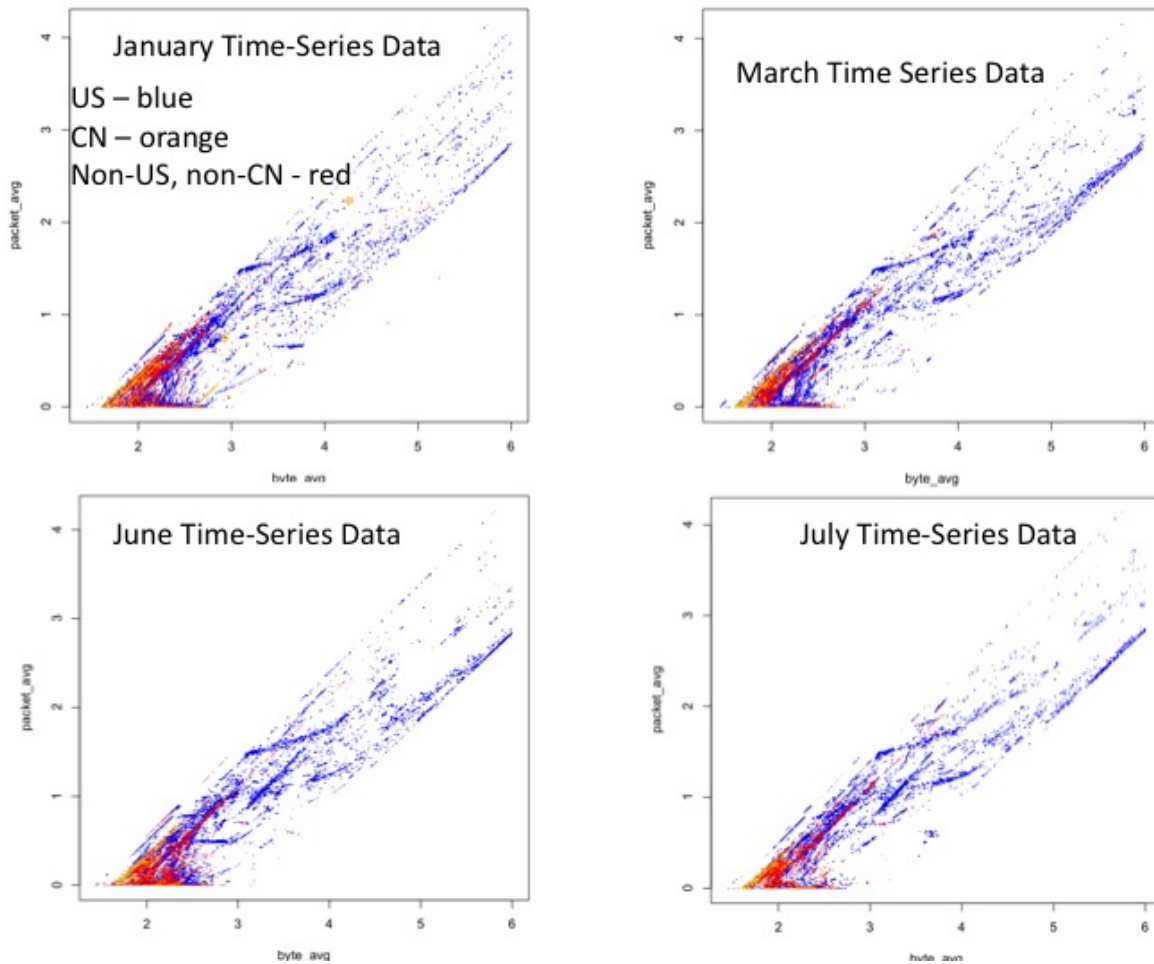 January Time-Series Data
US – blue
CN – orange
Non-US, non-CN - red
packet_avg
4
3
2
1
0
2 3 4 5 6
byte_avg
March Time Series Data
packet_avg
4
3
2
1
0
2 3 4 5 6
byte_avg
June Time-Series Data
packet_avg
4
3
2
1
0
2 3 4 5 6
byte_avg
July Time-Series Data
packet_avg
4
3
2
1
0
2 3 4 5 6
byte_avg